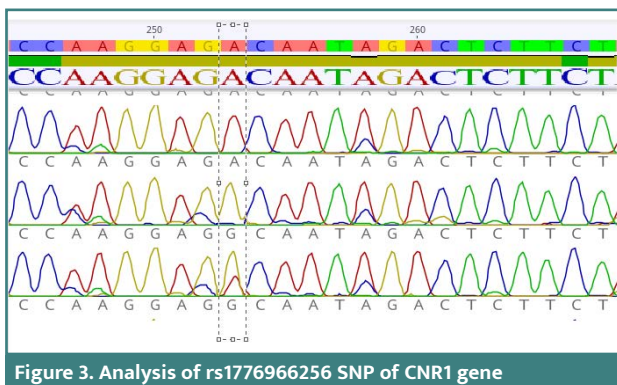 250 260
C C A A G G A G A C A A T A G A C T C T T C T
CCAAGGAGACAATAGACTCTTCT
C C A A G G A G A C A A T A G A C T C T T C T
C C A A G G A G G C A A T A G A C T C T T C T
C C A A G G A G G C A A T A G A C T C T T C T
Figure 3. Analysis of rs1776966256 SNP of CNR1 gene